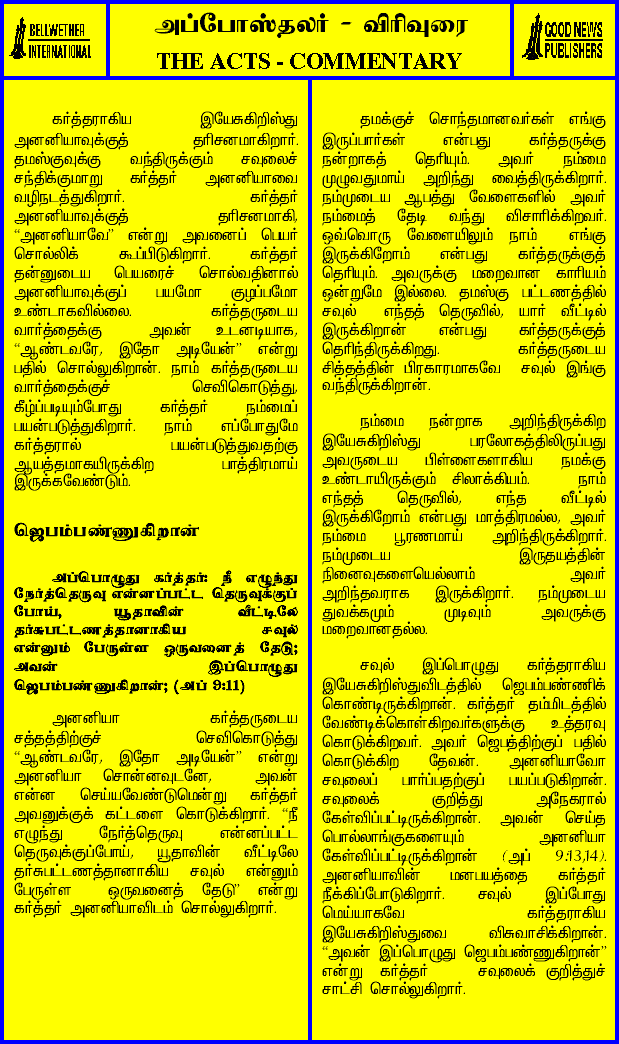 BELLWETHER
INTERNATIONAL
அப்போஸ்தலர் - விரிவுரை
THE ACTS - COMMENTARY
GOOD NEWS
PUBLISHERS
கர்த்தராகிய இயேசுகிறிஸ்து
அனனியாவுக்குத் தரிசனமாகிறார்.
தமஸ்குவுக்கு வந்திருக்கும் சவுலைச்
சந்திக்குமாறு கர்த்தர் அனனியாவை
வழிநடத்துகிறார். கர்த்தர்
அனனியாவுக்குத் தரிசனமாகி,
“அனனியாவே” என்று அவனைப் பெயர்
சொல்லிக் கூப்பிடுகிறார். கர்த்தர்
தன்னுடைய பெயரைச் சொல்வதினால்
அனனியாவுக்குப் பயமோ குழப்பமோ
உண்டாகவில்லை. கர்த்தருடைய
வார்த்தைக்கு அவன் உடனடியாக,
“ஆண்டவரே, இதோ அடியேன்” என்று
பதில் சொல்லுகிறான். நாம் கர்த்தருடைய
வார்த்தைக்குச் செவிகொடுத்து,
கீழ்ப்படியும்போது கர்த்தர் நம்மைப்
பயன்படுத்துகிறார். நாம் எப்போதுமே
கர்த்தரால் பயன்படுத்துவதற்கு
ஆயத்தமாகயிருக்கிற பாத்திரமாய்
இருக்கவேண்டும்.
ஜெபம்பண்ணுகிறான்
அப்பொழுது கர்த்தர்: நீ எழுந்து
நேர்த்தெருவு என்னப்பட்ட தெருவுக்குப்
போய், யூதாவின் வீட்டிலே
தர்சுபட்டணத்தானாகிய சவுல்
என்னும் பேருள்ள ஒருவனைத் தேடு;
அவன் இப்பொழுது
ஜெபம்பண்ணுகிறான்; (அப் 9:11)
அனனியா கர்த்தருடைய
சத்தத்திற்குச் செவிகொடுத்து
“ஆண்டவரே, இதோ அடியேன்” என்று
அனனியா சொன்னவுடனே, அவன்
என்ன செய்யவேண்டுமென்று கர்த்தர்
அவனுக்குக் கட்டளை கொடுக்கிறார். “நீ
எழுந்து நேர்த்தெருவு என்னப்பட்ட
தெருவுக்குப்போய், யூதாவின் வீட்டிலே
தர்சுபட்டணத்தானாகிய சவுல் என்னும்
பேருள்ள ஒருவனைத் தேடு” என்று
கர்த்தர் அனனியாவிடம் சொல்லுகிறார்.
தமக்குச் சொந்தமானவர்கள் எங்கு
இருப்பார்கள் என்பது கர்த்தருக்கு
நன்றாகத் தெரியும். அவர் நம்மை
முழுவதுமாய் அறிந்து வைத்திருக்கிறார்.
நம்முடைய ஆபத்து வேளைகளில் அவர்
நம்மைத் தேடி வந்து விசாரிக்கிறவர்.
ஒவ்வொரு வேளையிலும் நாம் எங்கு
இருக்கிறோம் என்பது கர்த்தருக்குத்
தெரியும். அவருக்கு மறைவான காரியம்
ஒன்றுமே இல்லை. தமஸ்கு பட்டணத்தில்
சவுல் எந்தத் தெருவில், யார் வீட்டில்
இருக்கிறான் என்பது கர்த்தருக்குத்
தெரிந்திருக்கிறது. கர்த்தருடைய
சித்தத்தின் பிரகாரமாகவே சவுல் இங்கு
வந்திருக்கிறான்.
நம்மை நன்றாக அறிந்திருக்கிற
இயேசுகிறிஸ்து பரலோகத்திலிருப்பது
அவருடைய பிள்ளைகளாகிய நமக்கு
உண்டாயிருக்கும் சிலாக்கியம். நாம்
எந்தத் தெருவில், எந்த வீட்டில்
இருக்கிறோம் என்பது மாத்திரமல்ல, அவர்
நம்மை பூரணமாய் அறிந்திருக்கிறார்.
நம்முடைய இருதயத்தின்
நினைவுகளையெல்லாம் அவர்
அறிந்தவராக இருக்கிறார். நம்முடைய
துவக்கமும் முடிவும் அவருக்கு
மறைவானதல்ல.
சவுல் இப்பொழுது கர்த்தராகிய
இயேசுகிறிஸ்துவிடத்தில் ஜெபம்பண்ணிக்
கொண்டிருக்கிறான். கர்த்தர் தம்மிடத்தில்
வேண்டிக்கொள்கிறவர்களுக்கு உத்தரவு
கொடுக்கிறவர். அவர் ஜெபத்திற்குப் பதில்
கொடுக்கிற தேவன். அனனியாவோ
சவுலைப் பார்ப்பதற்குப் பயப்படுகிறான்.
சவுலைக் குறித்து அநேகரால்
கேள்விப்பட்டிருக்கிறான். அவன் செய்த
பொல்லாங்குகளையும் அனனியா
கேள்விப்பட்டிருக்கிறான் (அப் 9:13,14).
அனனியாவின் மனபயத்தை கர்த்தர்
நீக்கிப்போடுகிறார். சவுல் இப்போது
மெய்யாகவே கர்த்தராகிய
இயேசுகிறிஸ்துவை விசுவாசிக்கிறான்.
“அவன் இப்பொழுது ஜெபம்பண்ணுகிறான்”
என்று கர்த்தர் சவுலைக் குறித்துச்
சாட்சி சொல்லுகிறார்.